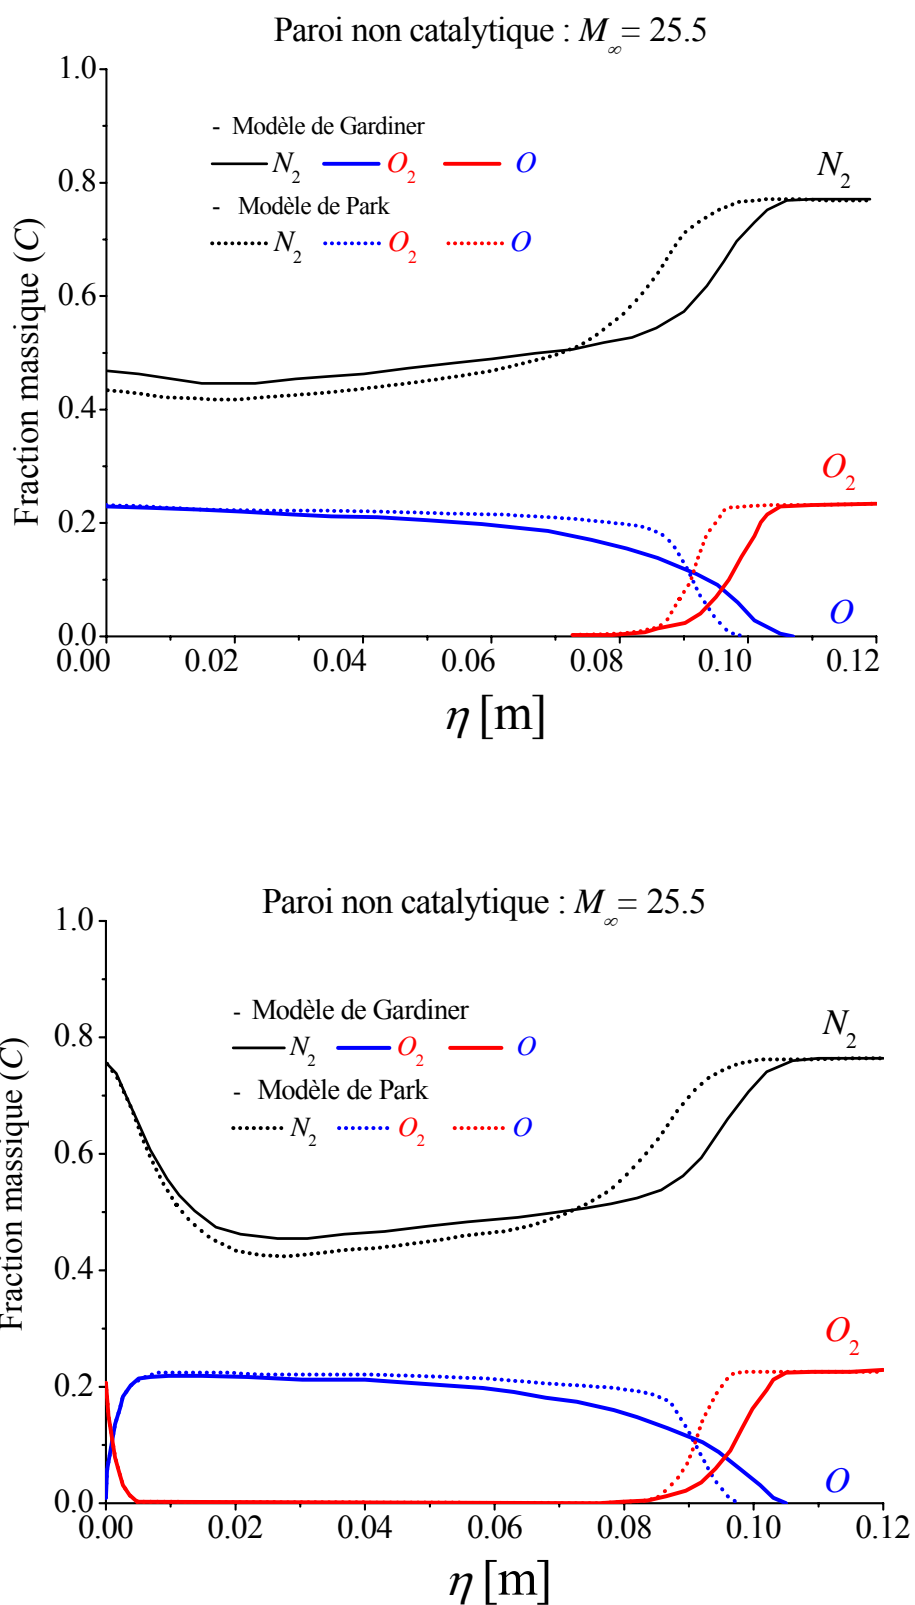 Paroi non catalytique : M∞= 25.5
1.0
- Modèle de Gardiner
N2 O2 O
- Modèle de Park
N2 O2 O
N2
0.8
0.6
0.4
O2
0.2
O
0.0
Fraction massique (C)
0.00 0.02 0.04 0.06 0.08 0.10 0.12
η [m]
Paroi non catalytique : M∞= 25.5
1.0
- Modèle de Gardiner
N2 O2 O
- Modèle de Park
N2 O2 O
N2
0.8
0.6
0.4
O2
0.2
O
0.0
Fraction massique (C)
0.00 0.02 0.04 0.06 0.08 0.10 0.12
η [m]